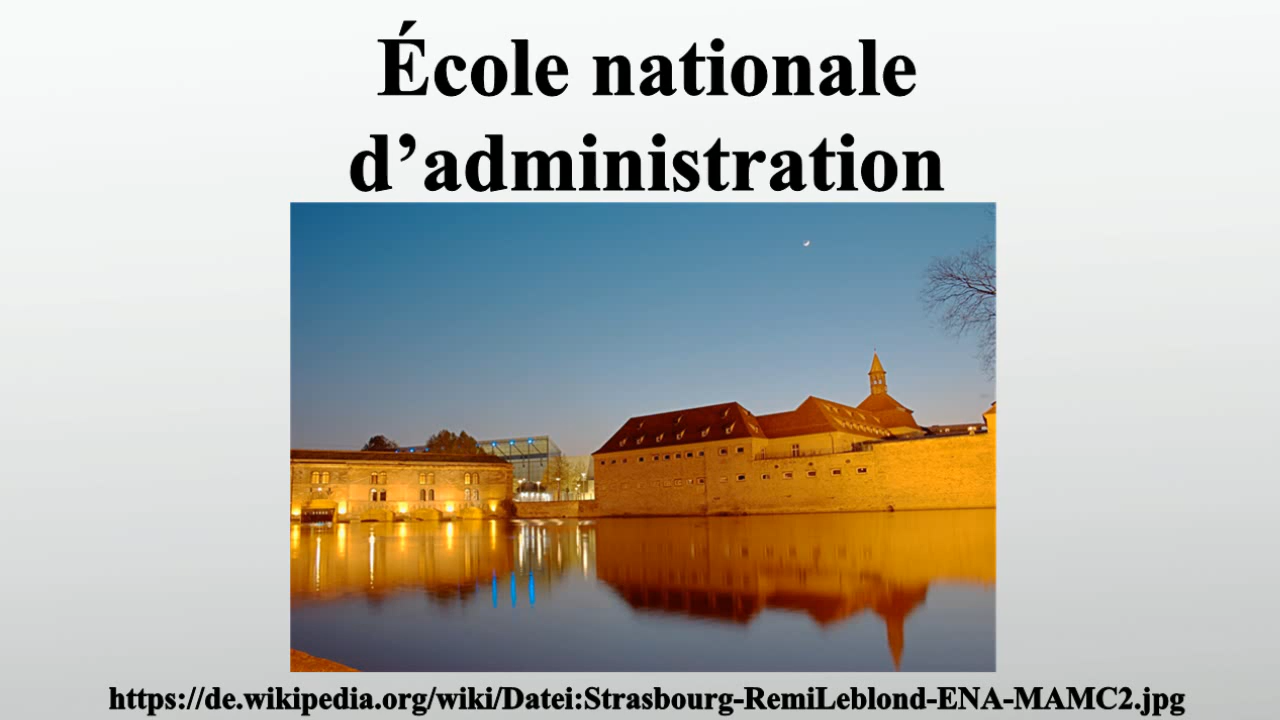 École nationale
d’administration
https://de.wikipedia.org/wiki/Datei:Strasbourg-RemiLeblond-ENA-MAMC2.jpg